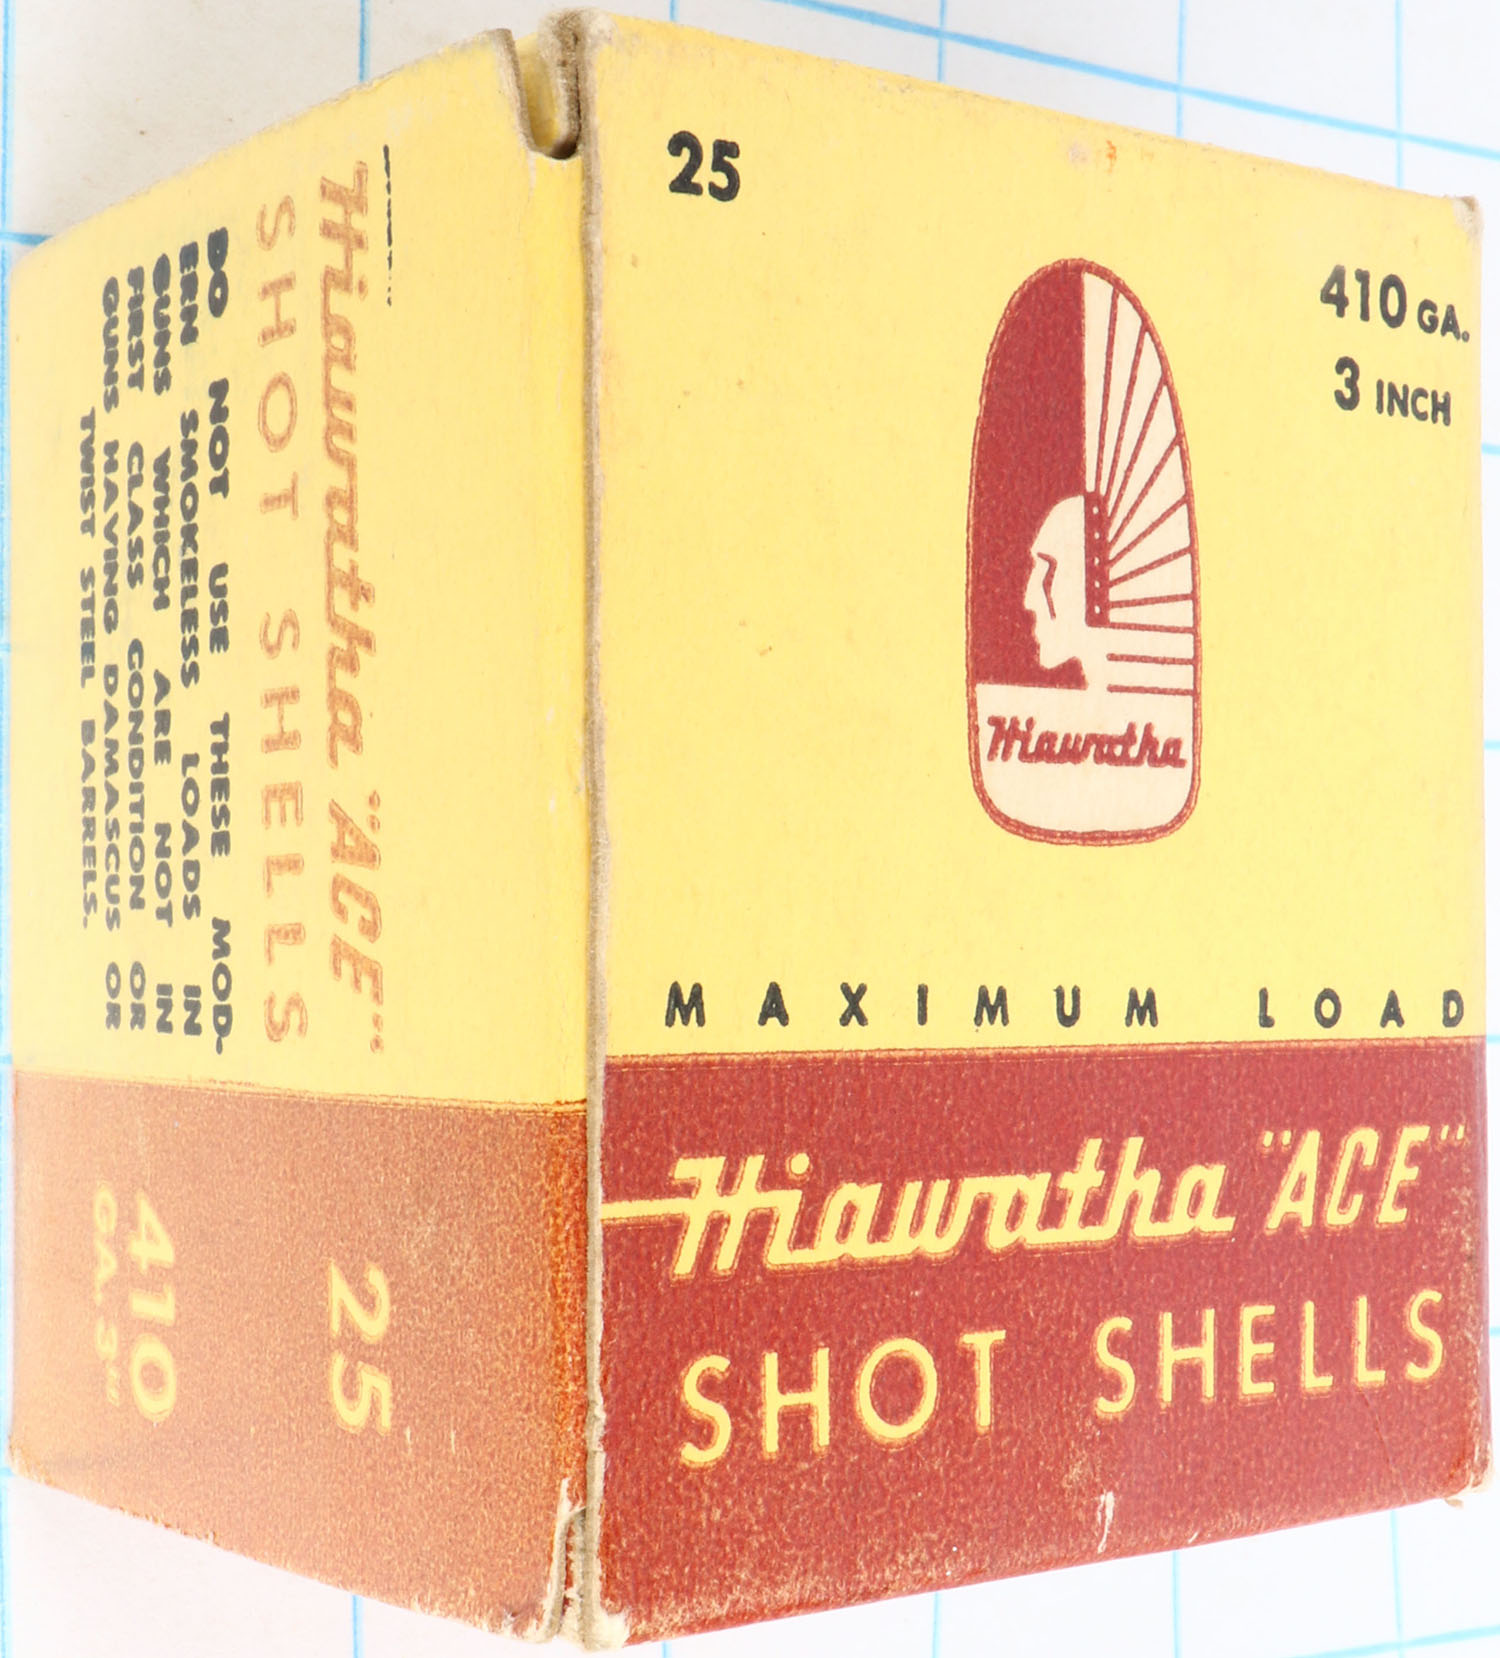 25
410 GA.
3 INCH
Hiawatha
MAXIMUM LOAD
Hiawatha "ACE"
SHOT SHELLS
Hiawatha "ACE"
SHOT SHELLS
DO NOT USE THESE MOD-
ERN SMOKELESS LOADS IN
GUNS WHICH ARE NOT IN
FIRST CLASS CONDITION OR
GUNS HAVING DAMASCUS OR
TWIST STEEL BARRELS.
25
410
GA. 3"